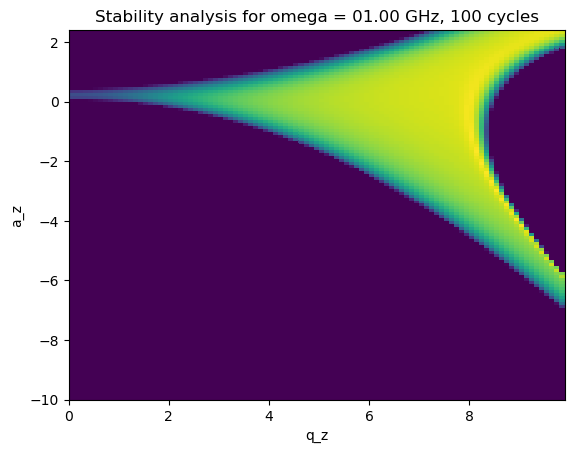 Stability analysis for omega = 01.00 GHz, 100 cycles
2
0
−2
−4
−6
−8
−10
a_z
0 2 4 6 8
q_z